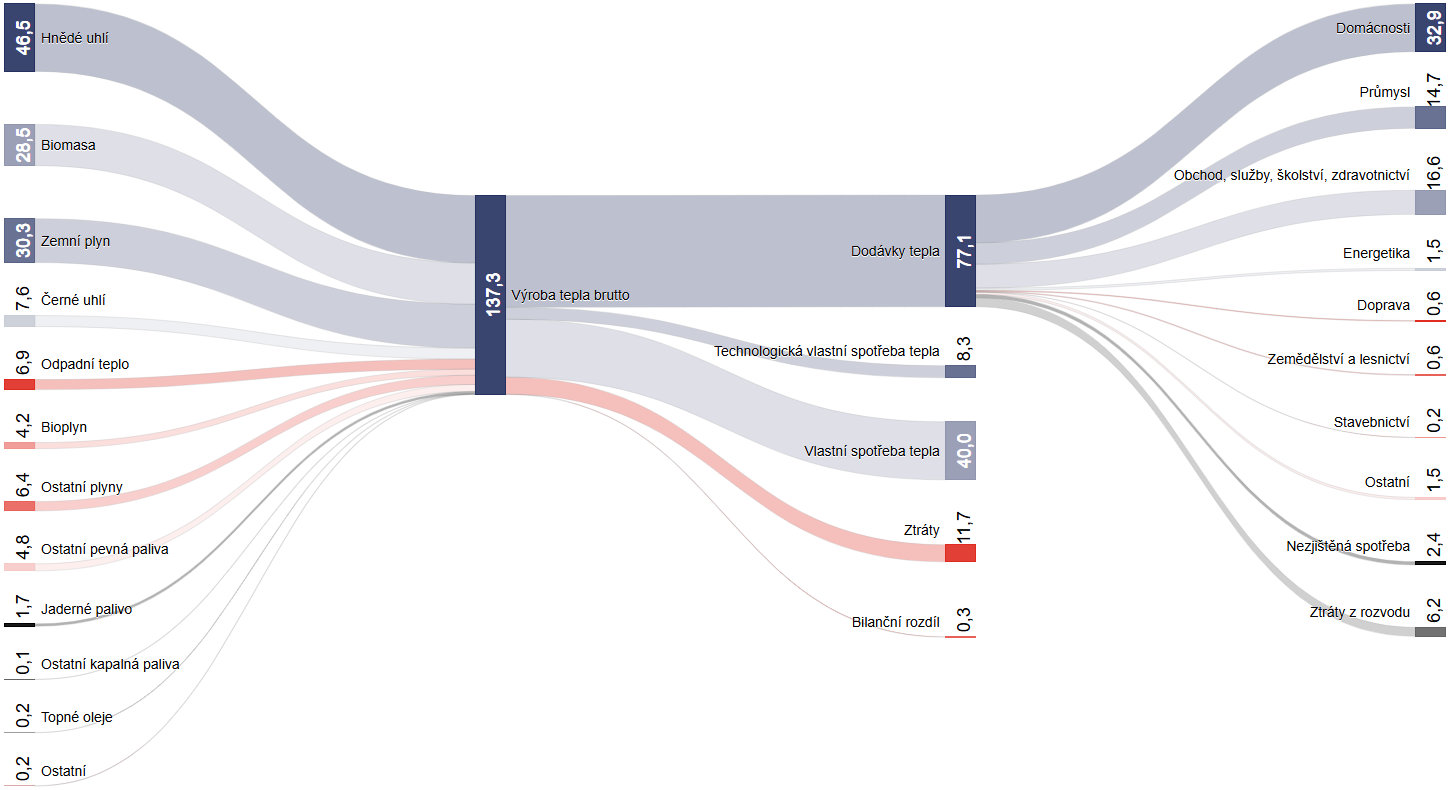 46,5
Hnědé uhlí
28,5
Biomasa
30,3
Zemní plyn
7,6
Černé uhlí
6,9
Odpadní teplo
4,2
Bioplyn
6,4
Ostatní plyny
4,8
Ostatní pevná paliva
1,7
Jaderné palivo
0,1
Ostatní kapalná paliva
0,2
Topné oleje
0,2
Ostatní
137,3
Výroba tepla brutto
Dodávky tepla
77,1
Technologická vlastní spotřeba tepla
8,3
Vlastní spotřeba tepla
40,0
Ztráty
11,7
Bilanční rozdíl
0,3
Domácnosti
32,9
Průmysl
14,7
Obchod, služby, školství, zdravotnictví
16,6
Energetika
1,5
Doprava
0,6
Zemědělství a lesnictví
0,6
Stavebnictví
0,2
Ostatní
1,5
Nezjištěná spotřeba
2,4
Ztráty z rozvodu
6,2